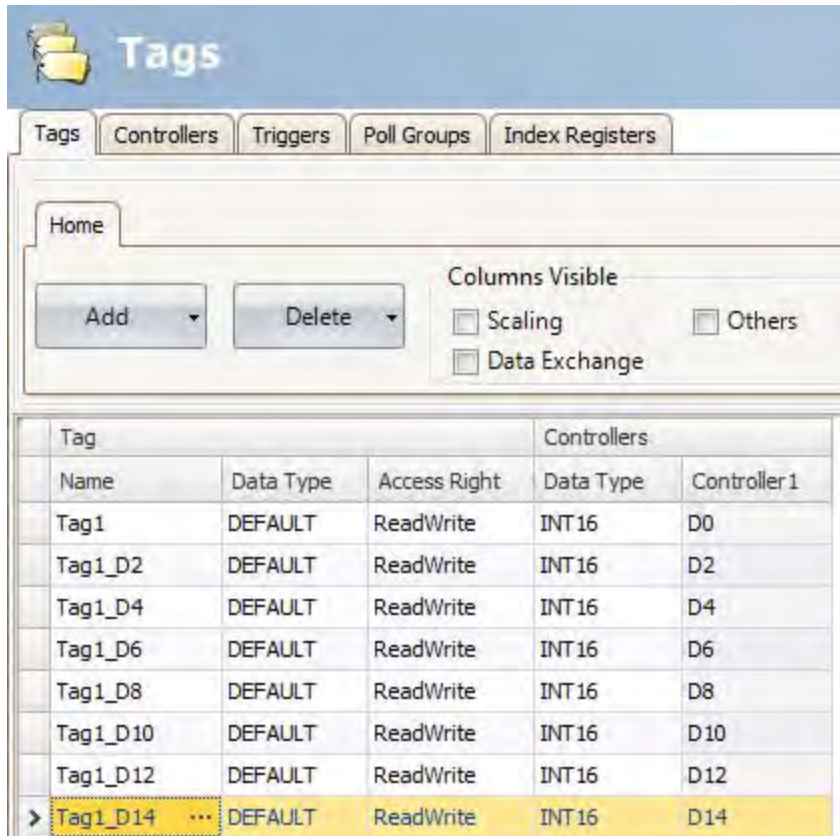 Tags
Tags Controllers Triggers Poll Groups Index Registers
Home
Columns Visible
Add Delete Scaling Others
Data Exchange
Tag Controllers
Name Data Type Access Right Data Type Controller1
Tag1 DEFAULT ReadWrite INT16 D0
Tag1_D2 DEFAULT ReadWrite INT16 D2
Tag1_D4 DEFAULT ReadWrite INT16 D4
Tag1_D6 DEFAULT ReadWrite INT16 D6
Tag1_D8 DEFAULT ReadWrite INT16 D8
Tag1_D10 DEFAULT ReadWrite INT16 D10
Tag1_D12 DEFAULT ReadWrite INT16 D12
Tag1_D14 ... DEFAULT ReadWrite INT16 D14